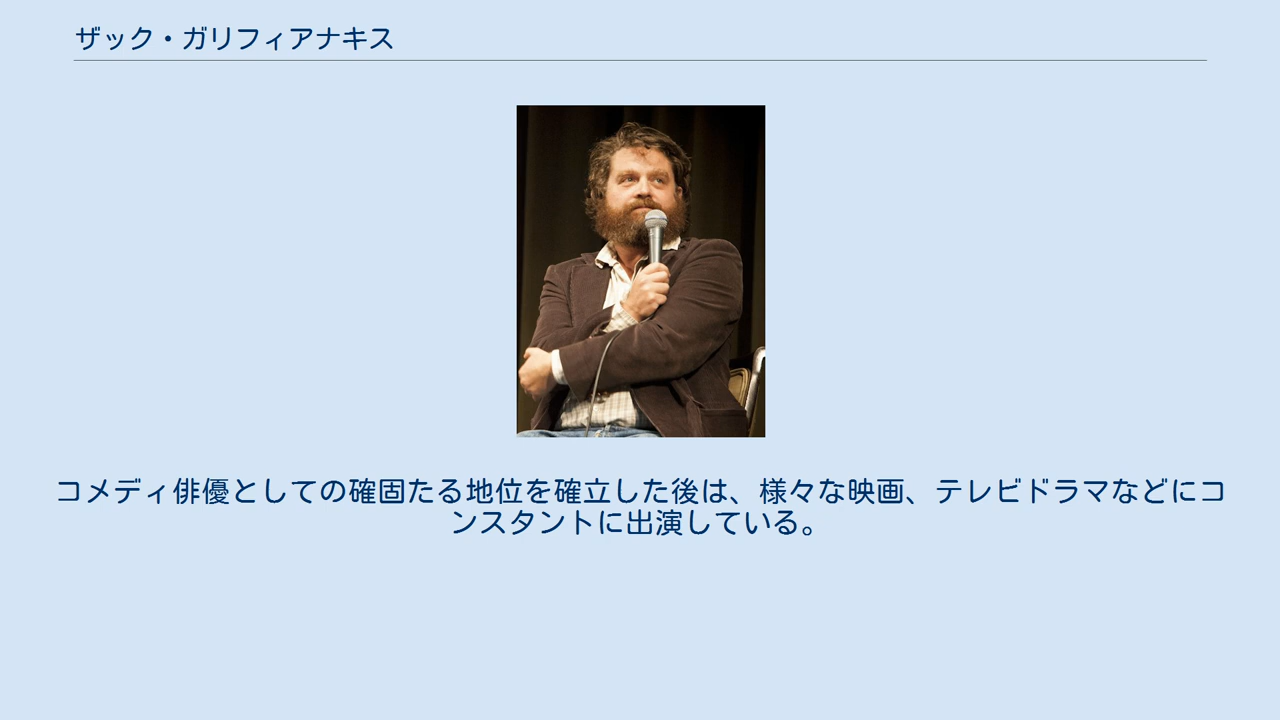 ザック・ガリフィアナキス
コメディ俳優としての確固たる地位を確立した後は、様々な映画、テレビドラマなどにコ
ンスタントに出演している。